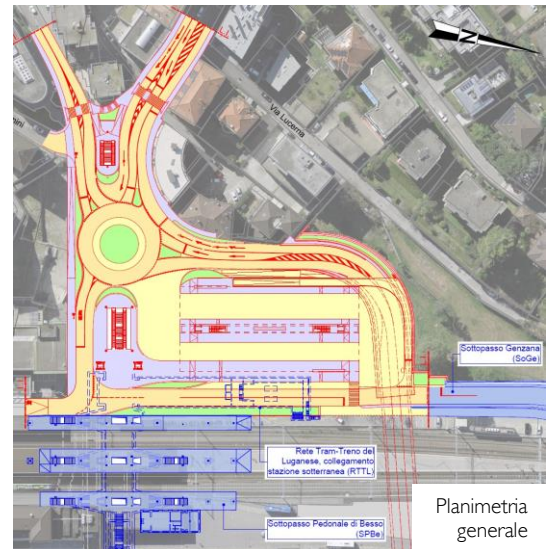 N
Via Lucerna
Sottopasso Genzana
(SoGe)
Rete Tram-Treno del
Luganese, collegamento
stazione sotterranea (RTTL)
Sottopasso Pedonale di Besso
(SPBe)
Planimetria
generale